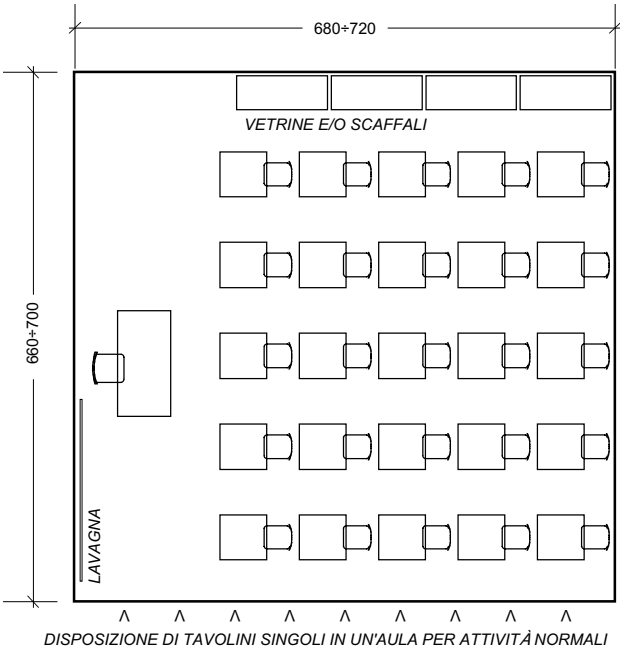 680÷720
VETRINE E/O SCAFFALI
660÷700
LAVAGNA
DISPOSIZIONE DI TAVOLINI SINGOLI IN UN'AULA PER ATTIVITÀ NORMALI